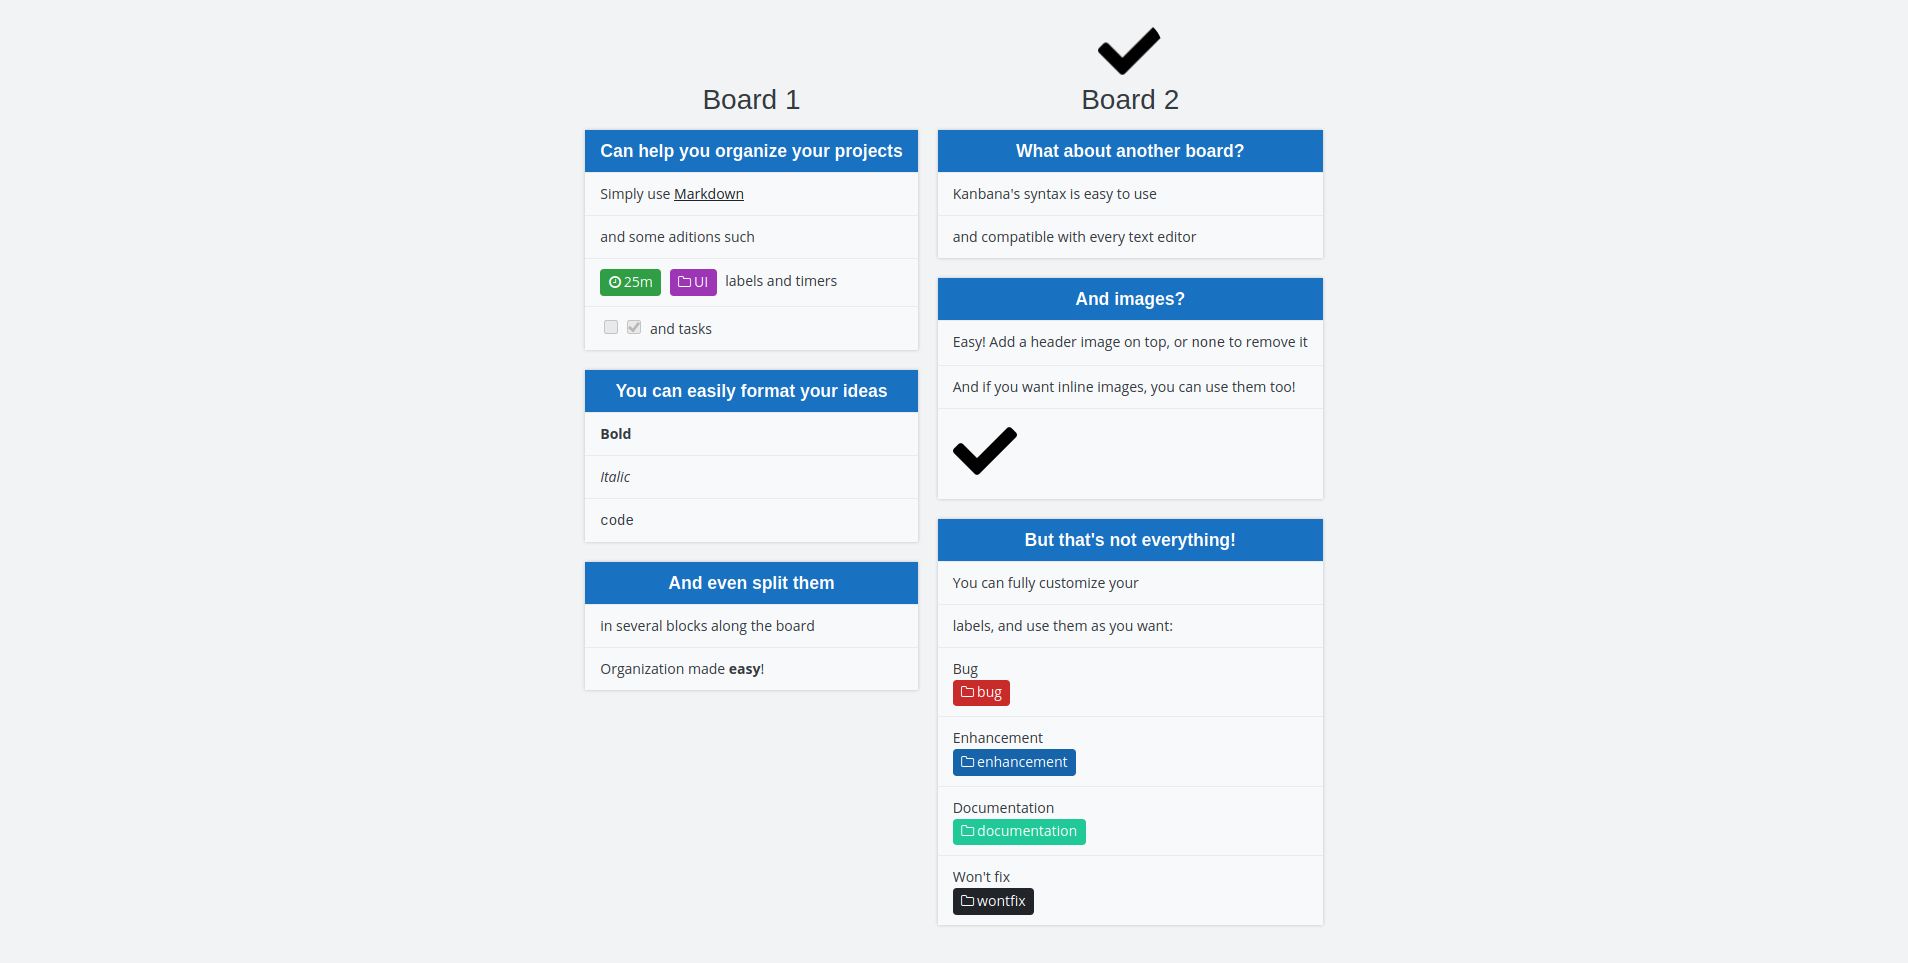 Board 1
Can help you organize your projects
Simply use Markdown
and some aditions such
25m UI labels and timers
and tasks
You can easily format your ideas
Bold
Italic
code
And even split them
in several blocks along the board
Organization made easy!
Board 2
What about another board?
Kanbana's syntax is easy to use
and compatible with every text editor
And images?
Easy! Add a header image on top, or none to remove it
And if you want inline images, you can use them too!
But that's not everything!
You can fully customize your
labels, and use them as you want:
Bug
bug
Enhancement
enhancement
Documentation
documentation
Won't fix
wontfix